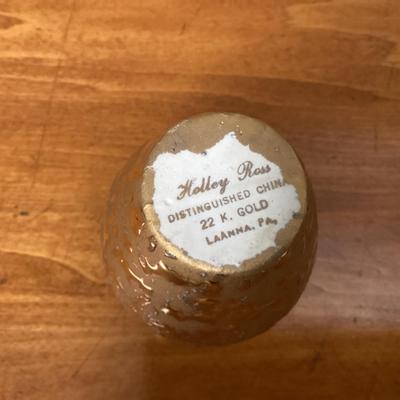 Holley Ross
DISTINGUISHED CHINA
22 K. GOLD
LAANNA, PA.